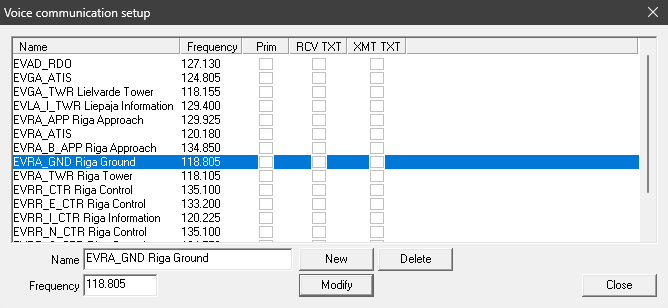 Voice communication setup
Name Frequency Prim RCV TXT XMT TXT
EVAD_RDO 127.130
EVGA_ATIS 124.805
EVGA_TWR Lielvarde Tower 118.155
EVLA_I_TWR Liepaja Information 129.400
EVRA_APP Riga Approach 129.925
EVRA_ATIS 120.180
EVRA_B_APP Riga Approach 134.850
EVRA_GND Riga Ground 118.805
EVRA_TWR Riga Tower 118.105
EVRR_CTR Riga Control 135.100
EVRR_E_CTR Riga Control 133.200
EVRR_I_CTR Riga Information 120.225
EVRR_N_CTR Riga Control 135.100
Name EVRA_GND Riga Ground New Delete
Frequency 118.805 Modify Close